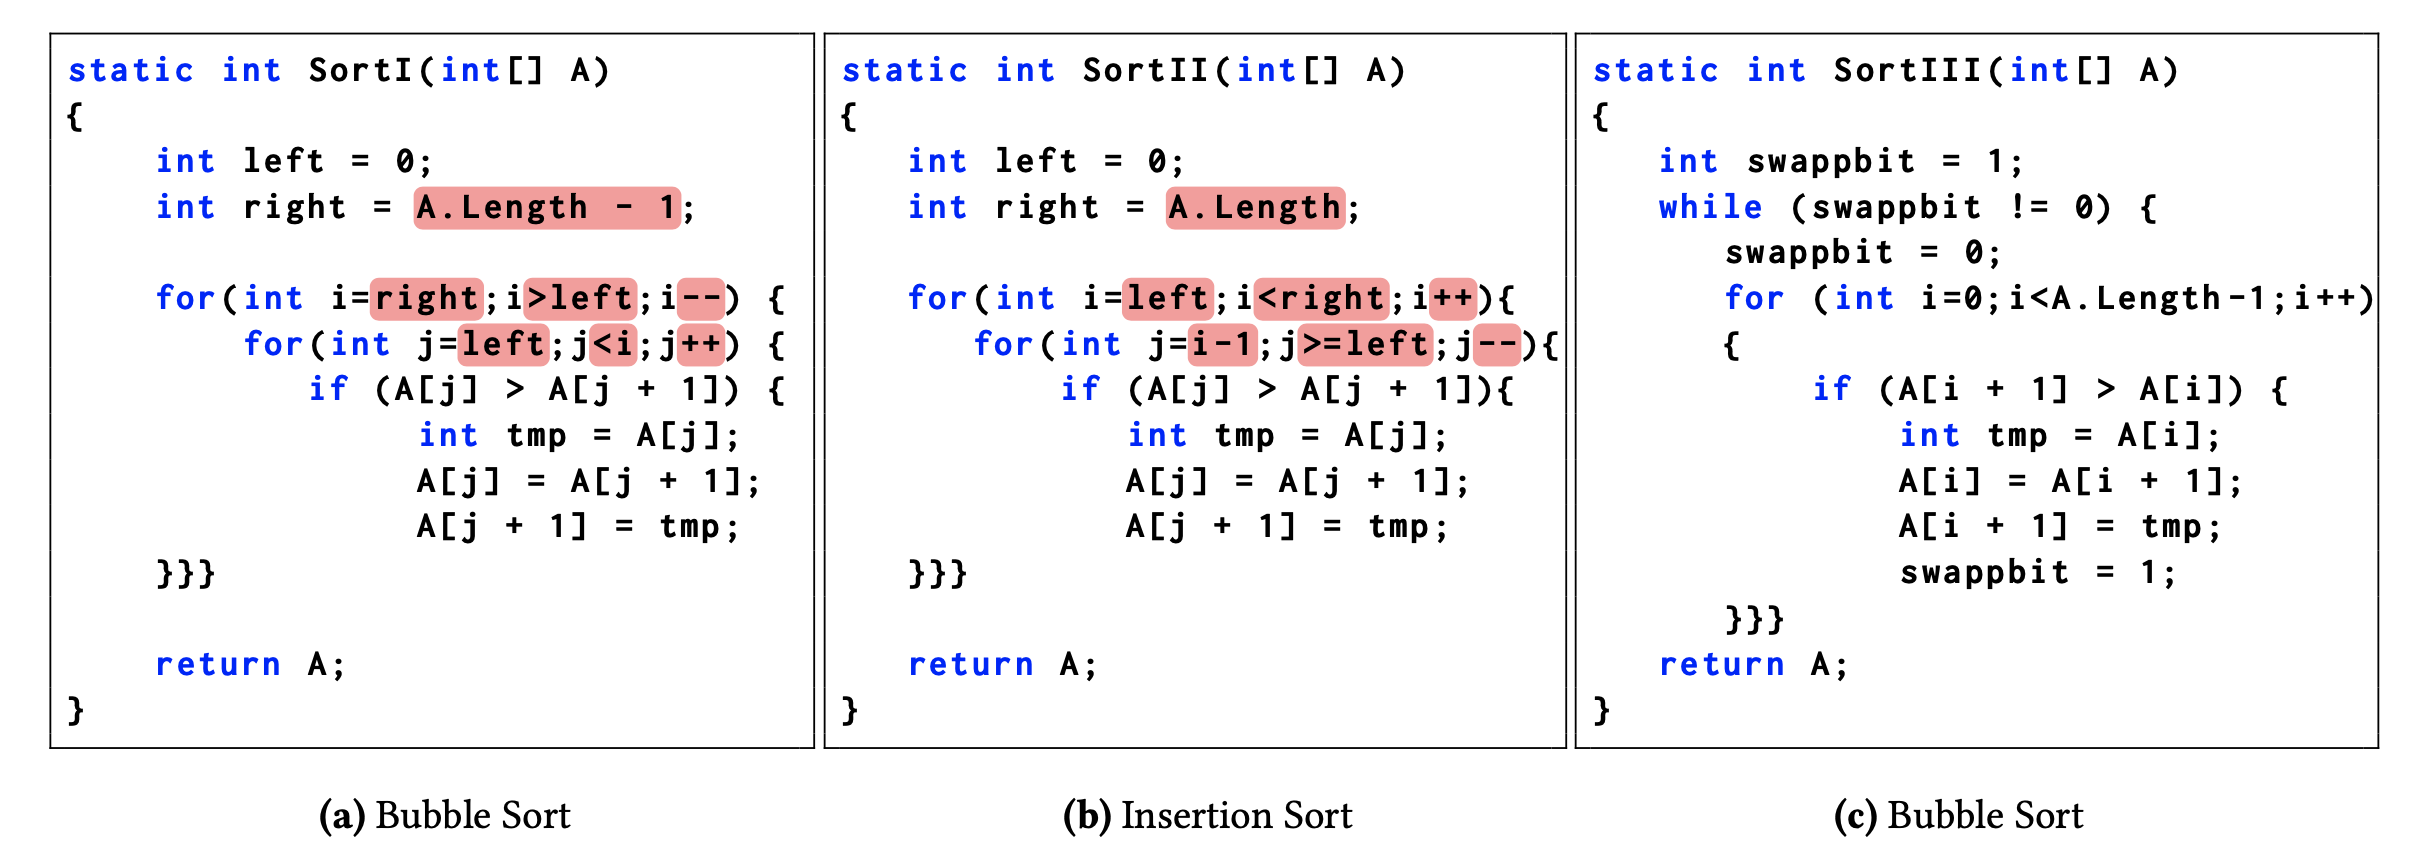 static int SortI(int[] A)
{
int left = 0;
int right = A.Length - 1;
for(int i=right;i>left;i--) {
for(int j=left;j<i;j++) {
if (A[j] > A[j + 1]) {
int tmp = A[j];
A[j] = A[j + 1];
A[j + 1] = tmp;
}}}
return A;
}
(a) Bubble Sort
static int SortII(int[] A)
{
int left = 0;
int right = A.Length;
for(int i=left;i<right;i++){
for(int j=i-1;j>=left;j--){
if (A[j] > A[j + 1]){
int tmp = A[j];
A[j] = A[j + 1];
A[j + 1] = tmp;
}}}
return A;
}
(b) Insertion Sort
static int SortIII(int[] A)
{
int swappbit = 1;
while (swappbit != 0) {
swappbit = 0;
for (int i=0;i<A.Length-1;i++)
{
if (A[i + 1] > A[i]) {
int tmp = A[i];
A[i] = A[i + 1];
A[i + 1] = tmp;
swappbit = 1;
}}}
return A;
}
(c) Bubble Sort